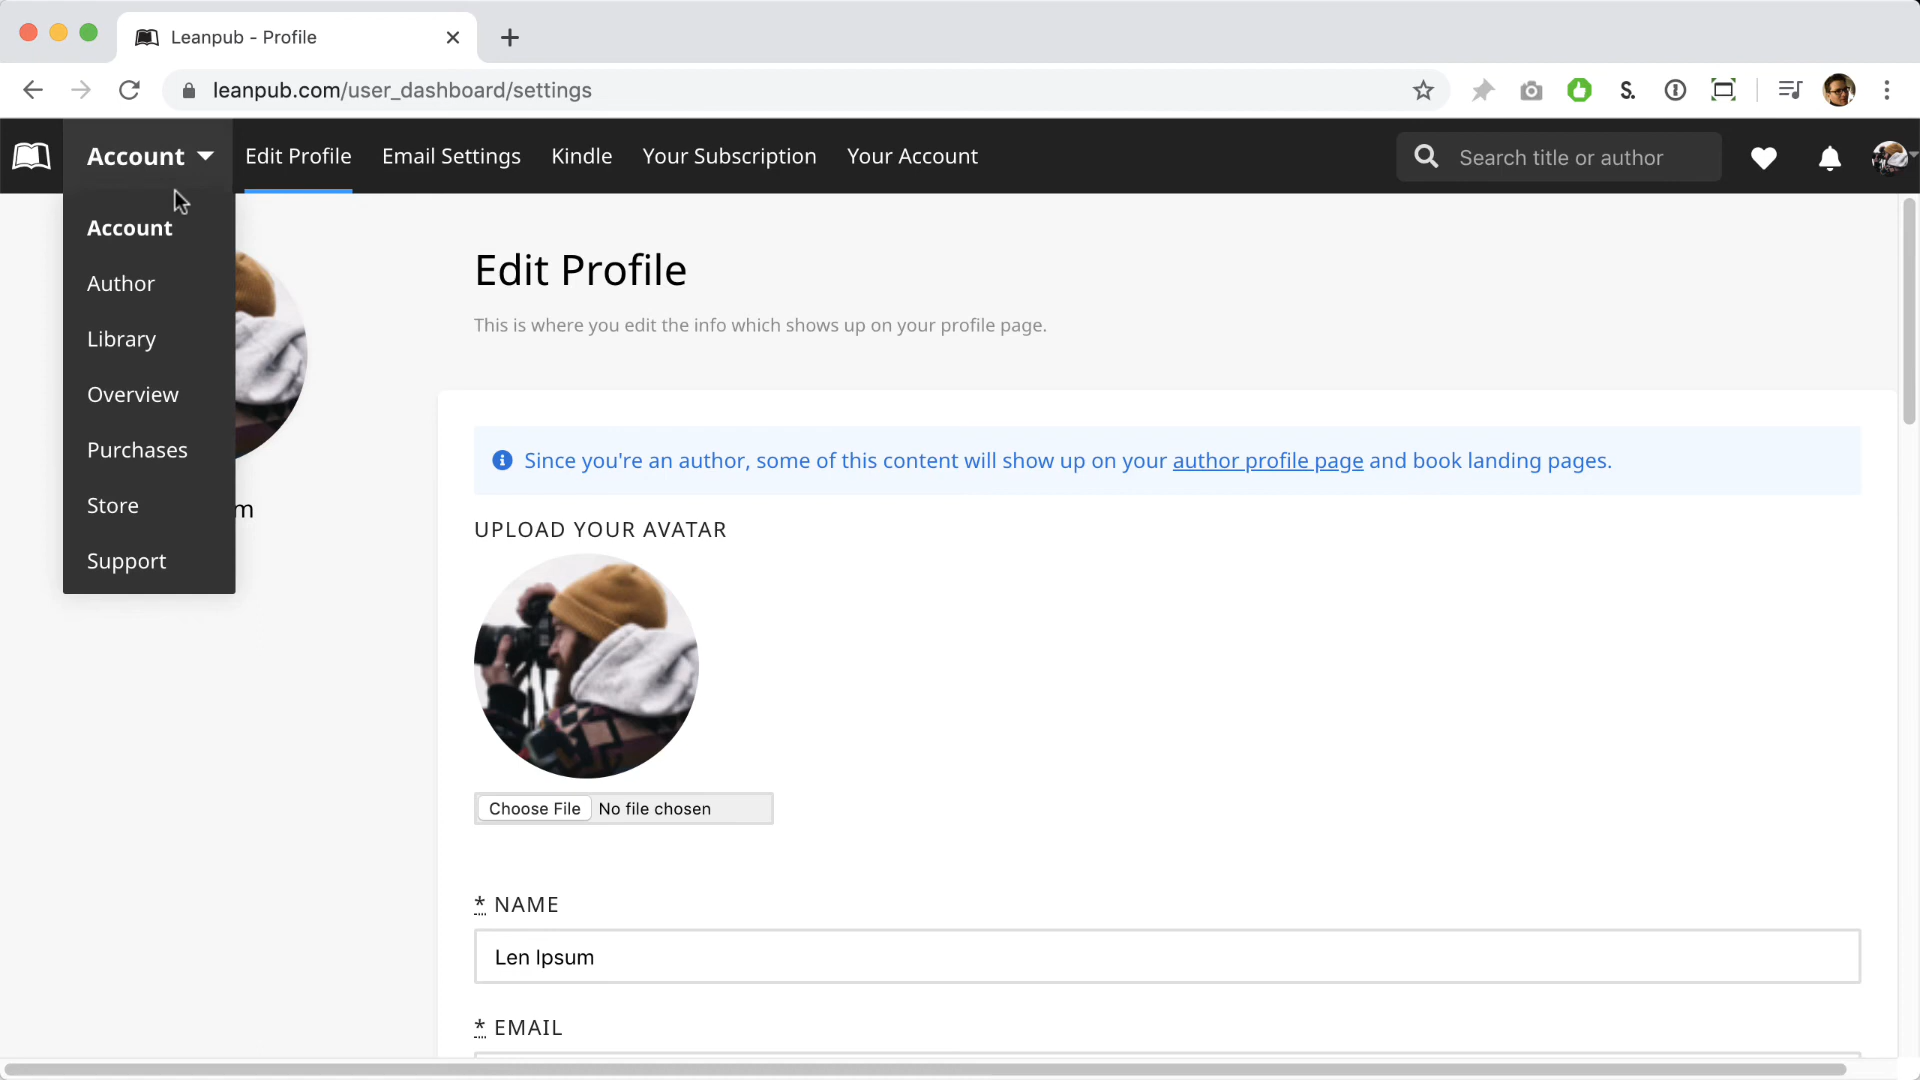 Leanpub - Profile
leanpub.com/user_dashboard/settings
S.
Account
Edit Profile
Email Settings
Kindle
Your Subscription
Your Account
Search title or author
Account
Author
Library
Overview
Purchases
Store
Support
m
Edit Profile
This is where you edit the info which shows up on your profile page.
Since you're an author, some of this content will show up on your author profile page and book landing pages.
UPLOAD YOUR AVATAR
Choose File No file chosen
* NAME
Len Ipsum
* EMAIL